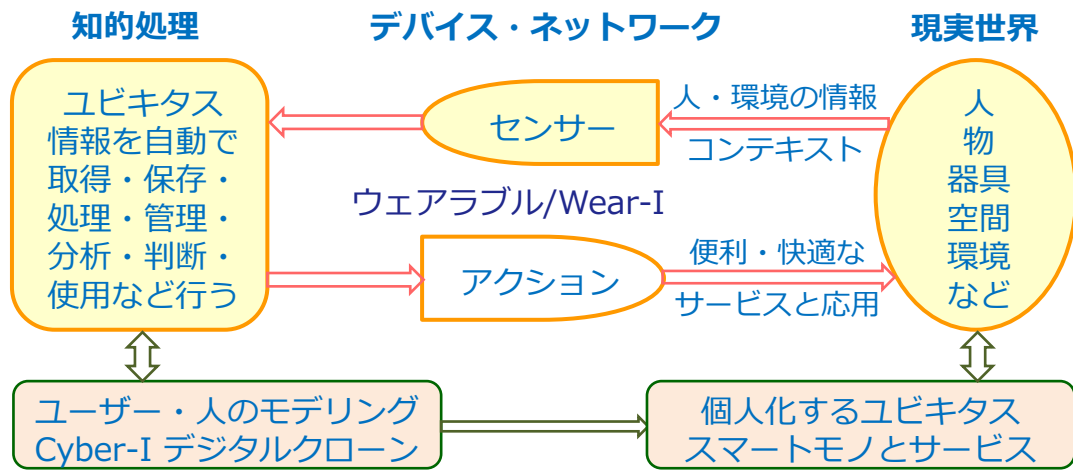 知的処理
デバイス・ネットワーク
現実世界
ユビキタス
情報を自動で
取得・保存・
処理・管理・
分析・判断・
使用など行う
センサー
人・環境の情報
コンテキスト
ウェアラブル/Wear-I
アクション
便利・快適な
サービスと応用
人
物
器具
空間
環境
など
ユーザー・人のモデリング
Cyber-I デジタルクローン
個人化するユビキタス
スマートモノとサービス